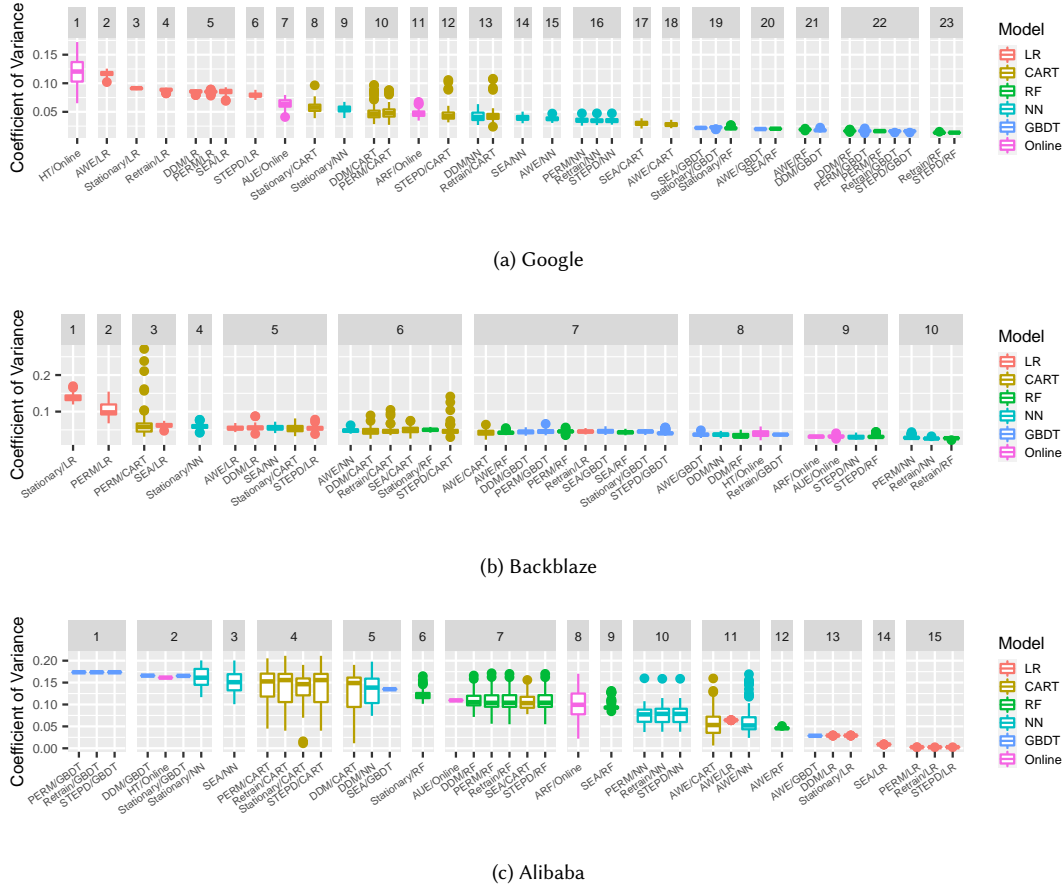 1 2 3 4 5 6 7 8 9 10 11 12 13 14 15 16 17 18 19 20 21 22 23
Coefficient of Variance
0.15
0.10
0.05
HT/Online AWE/LR Stationary/LR Retrain/LR DDM/LR PERM/LR SEA/LR STEPD/LR AUE/Online Stationary/CART Stationary/NN DDM/CART PERM/CART ARF/Online STEPD/CART DDM/NN Retrain/CART SEA/NN AWE/NN PERM/NN Retrain/NN STEPD/NN SEA/CART AWE/CART SEA/GBDT Stationary/GBDT Stationary/RF AWE/GBDT SEA/RF AWE/RF DDM/GBDT DDM/RF PERM/GBDT PERM/RF Retrain/GBDT STEPD/GBDT Retrain/RF STEPD/RF
Model
LR
CART
RF
NN
GBDT
Online
(a) Google
1 2 3 4 5 6 7 8 9 10
Coefficient of Variance
0.2
0.1
Stationary/LR PERM/LR PERM/CART SEA/LR Stationary/NN AWE/LR DDM/LR SEA/NN Stationary/CART STEPD/LR AWE/NN DDM/CART Retrain/CART SEA/CART Stationary/RF STEPD/CART AWE/CART AWE/RF DDM/GBDT PERM/GBDT PERM/RF Retrain/LR SEA/GBDT SEA/RF Stationary/GBDT STEPD/GBDT AWE/GBDT DDM/NN DDM/RF HT/Online Retrain/GBDT ARF/Online AUE/Online STEPD/NN STEPD/RF PERM/NN Retrain/NN Retrain/RF
Model
LR
CART
RF
NN
GBDT
Online
(b) Backblaze
1 2 3 4 5 6 7 8 9 10 11 12 13 14 15
Coefficient of Variance
0.20
0.15
0.10
0.05
0.00
PERM/GBDT Retrain/GBDT STEPD/GBDT DDM/GBDT HT/Online Stationary/GBDT Stationary/NN SEA/NN PERM/CART Retrain/CART Stationary/CART STEPD/CART DDM/CART DDM/NN SEA/GBDT Stationary/RF AUE/Online DDM/RF PERM/RF Retrain/RF SEA/CART STEPD/RF ARF/Online SEA/RF PERM/NN Retrain/NN STEPD/NN AWE/CART AWE/LR AWE/NN AWE/RF AWE/GBDT DDM/LR Stationary/LR SEA/LR PERM/LR Retrain/LR STEPD/LR
Model
LR
CART
RF
NN
GBDT
Online
(c) Alibaba